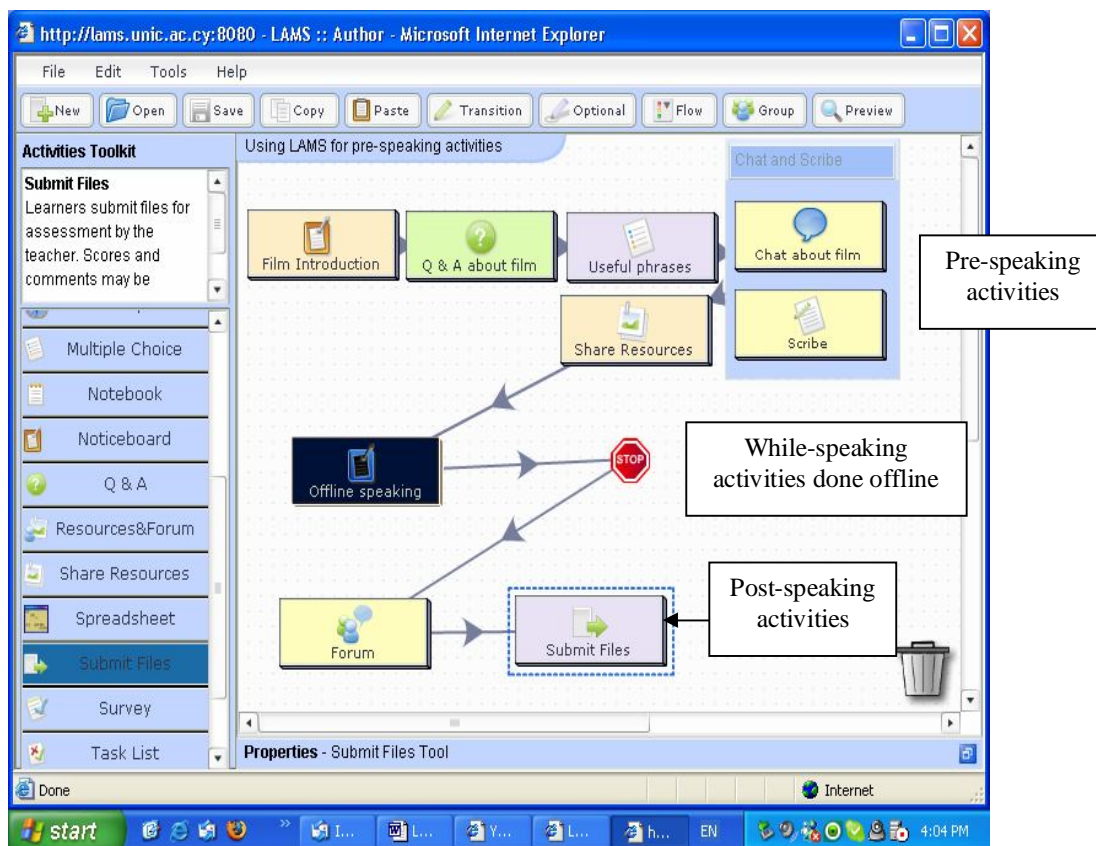 http://lams.unic.ac.cy:8080 - LAMS :: Author - Microsoft Internet Explorer
File Edit Tools Help
New Open Save Copy Paste Transition Optional Flow Group Preview
Activities Toolkit
Submit Files
Learners submit files for
assessment by the
teacher. Scores and
comments may be
Multiple Choice
Notebook
Noticeboard
Q & A
Resources&Forum
Share Resources
Spreadsheet
Submit Files
Survey
Task List
Using LAMS for pre-speaking activities
Chat and Scribe
Film Introduction
Q & A about film
Useful phrases
Chat about film
Share Resources
Scribe
Pre-speaking
activities
Offline speaking
STOP
While-speaking
activities done offline
Forum
Submit Files
Post-speaking
activities
Properties - Submit Files Tool
Done
Internet
start
I...
L...
Y...
L...
h...
EN
4:04 PM